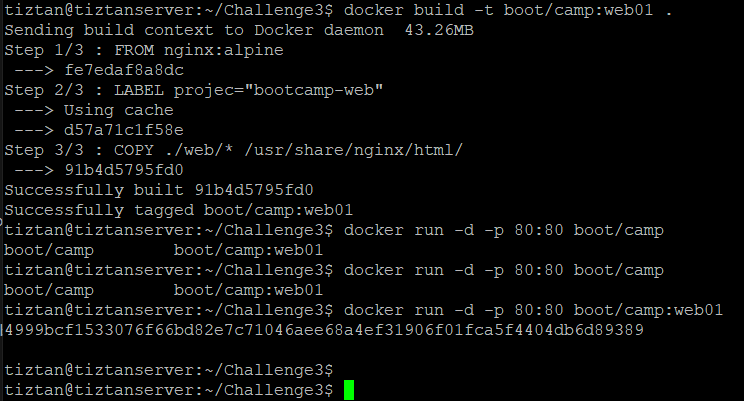 tiztan@tiztanserver:~/Challenge3$ docker build -t boot/camp:web01 .
Sending build context to Docker daemon  43.26MB
Step 1/3 : FROM nginx:alpine
 ---> fe7edaf8a8dc
Step 2/3 : LABEL projec="bootcamp-web"
 ---> Using cache
 ---> d57a71c1f58e
Step 3/3 : COPY ./web/* /usr/share/nginx/html/
 ---> 91b4d5795fd0
Successfully built 91b4d5795fd0
Successfully tagged boot/camp:web01
tiztan@tiztanserver:~/Challenge3$ docker run -d -p 80:80 boot/camp
boot/camp        boot/camp:web01
tiztan@tiztanserver:~/Challenge3$ docker run -d -p 80:80 boot/camp
boot/camp        boot/camp:web01
tiztan@tiztanserver:~/Challenge3$ docker run -d -p 80:80 boot/camp:web01
4999bcf1533076f66bd82e7c71046aee68a4ef31906f01fca5f4404db6d89389
tiztan@tiztanserver:~/Challenge3$
tiztan@tiztanserver:~/Challenge3$